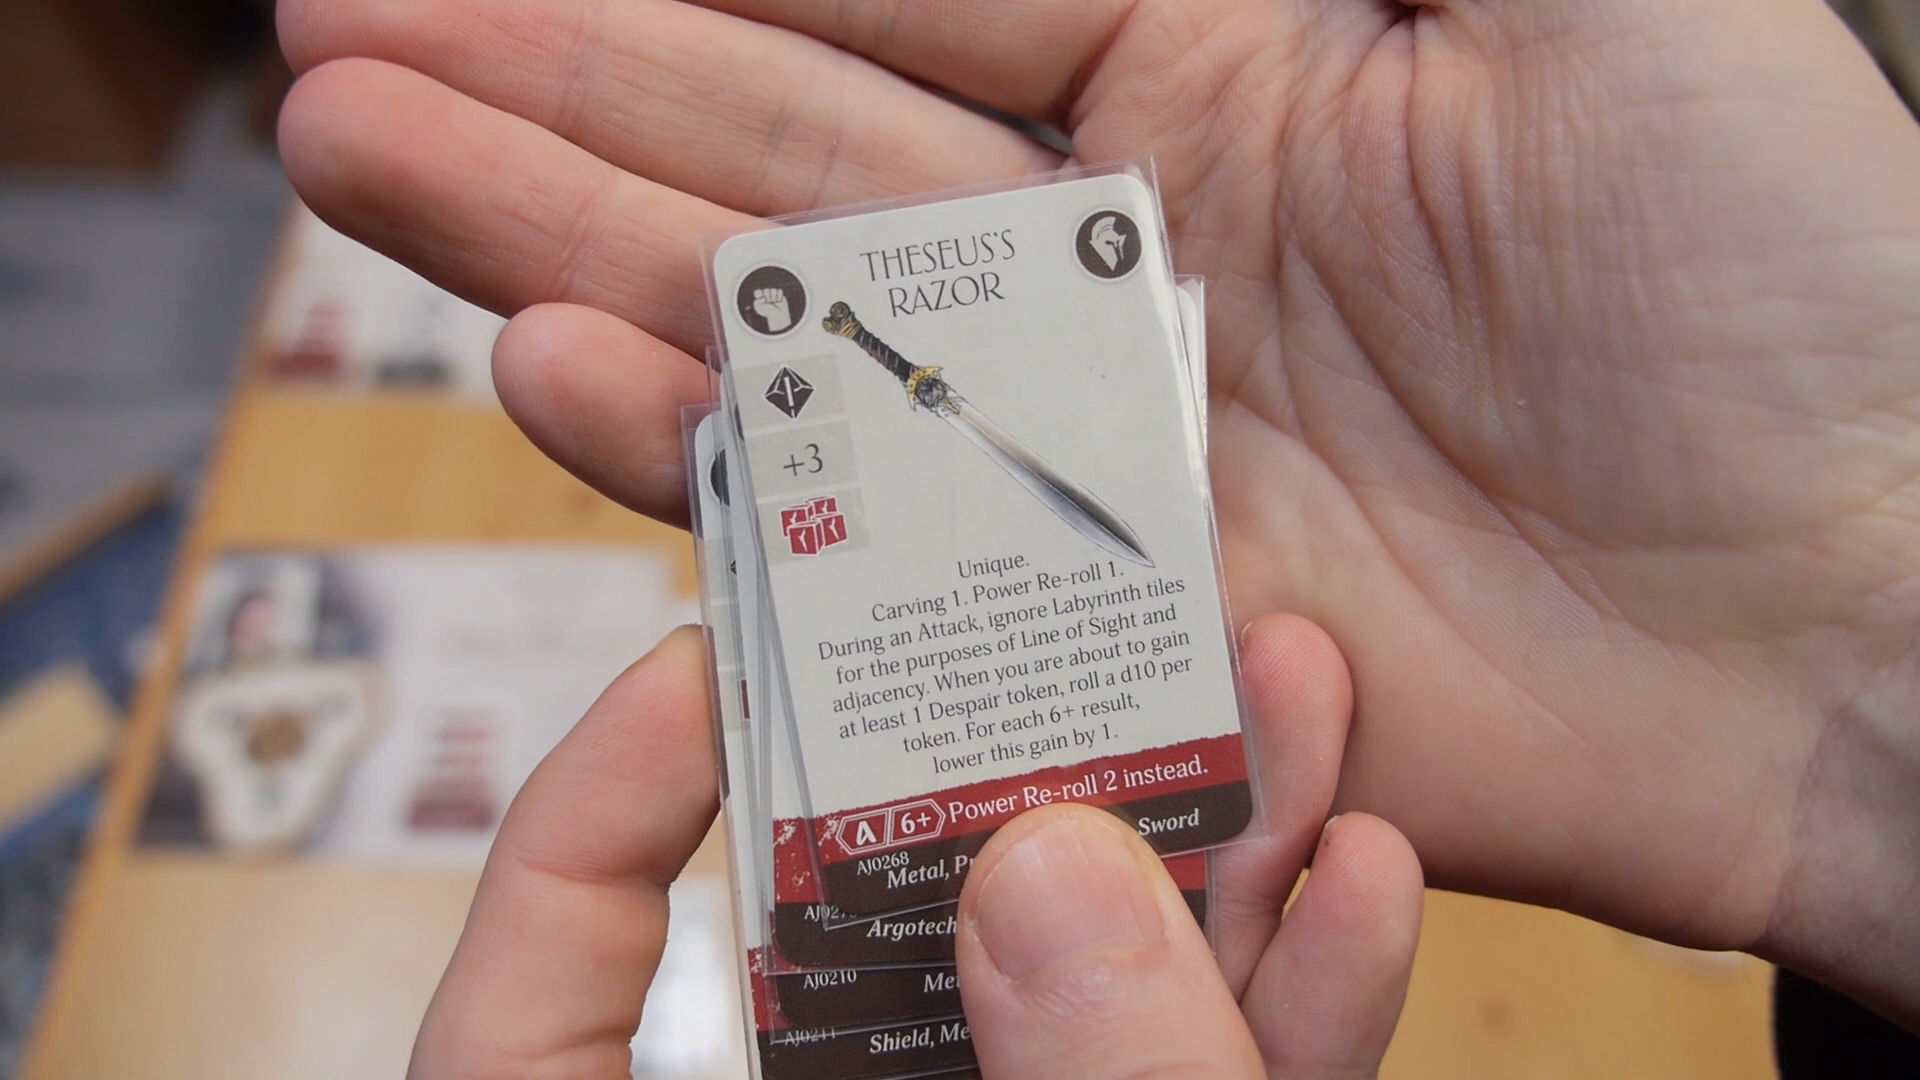 THESEUS'S
RAZOR
+3
Unique.
Carving 1. Power Re-roll 1.
During an Attack, ignore Labyrinth tiles
for the purposes of Line of Sight and
adjacency. When you are about to gain
at least 1 Despair token, roll a d10 per
token. For each 6+ result,
lower this gain by 1.
6+ Power Re-roll 2 instead.
AJ0268
Metal, Sword
Argotech
AJ0210
Shield,